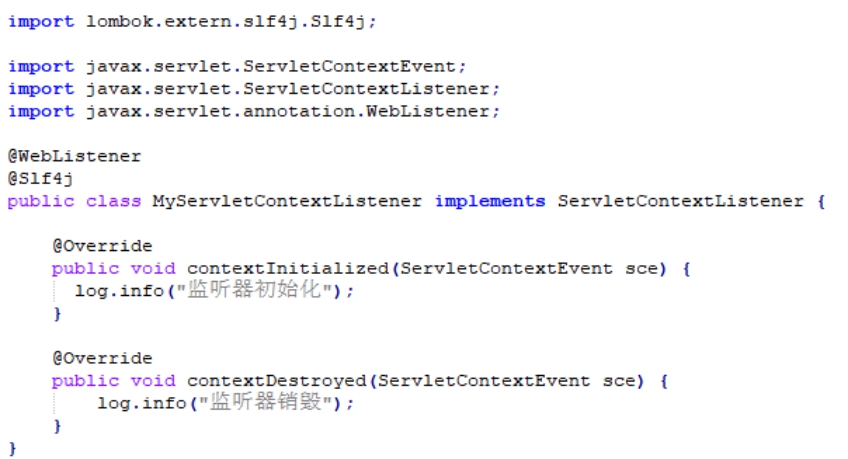 import lombok.extern.slf4j.Slf4j;
import javax.servlet.ServletContextEvent;
import javax.servlet.ServletContextListener;
import javax.servlet.annotation.WebListener;
@WebListener
@Slf4j
public class MyServletContextListener implements ServletContextListener {
@Override
public void contextInitialized(ServletContextEvent sce) {
log.info("监听器初始化");
}
@Override
public void contextDestroyed(ServletContextEvent sce) {
log.info("监听器销毁");
}
}